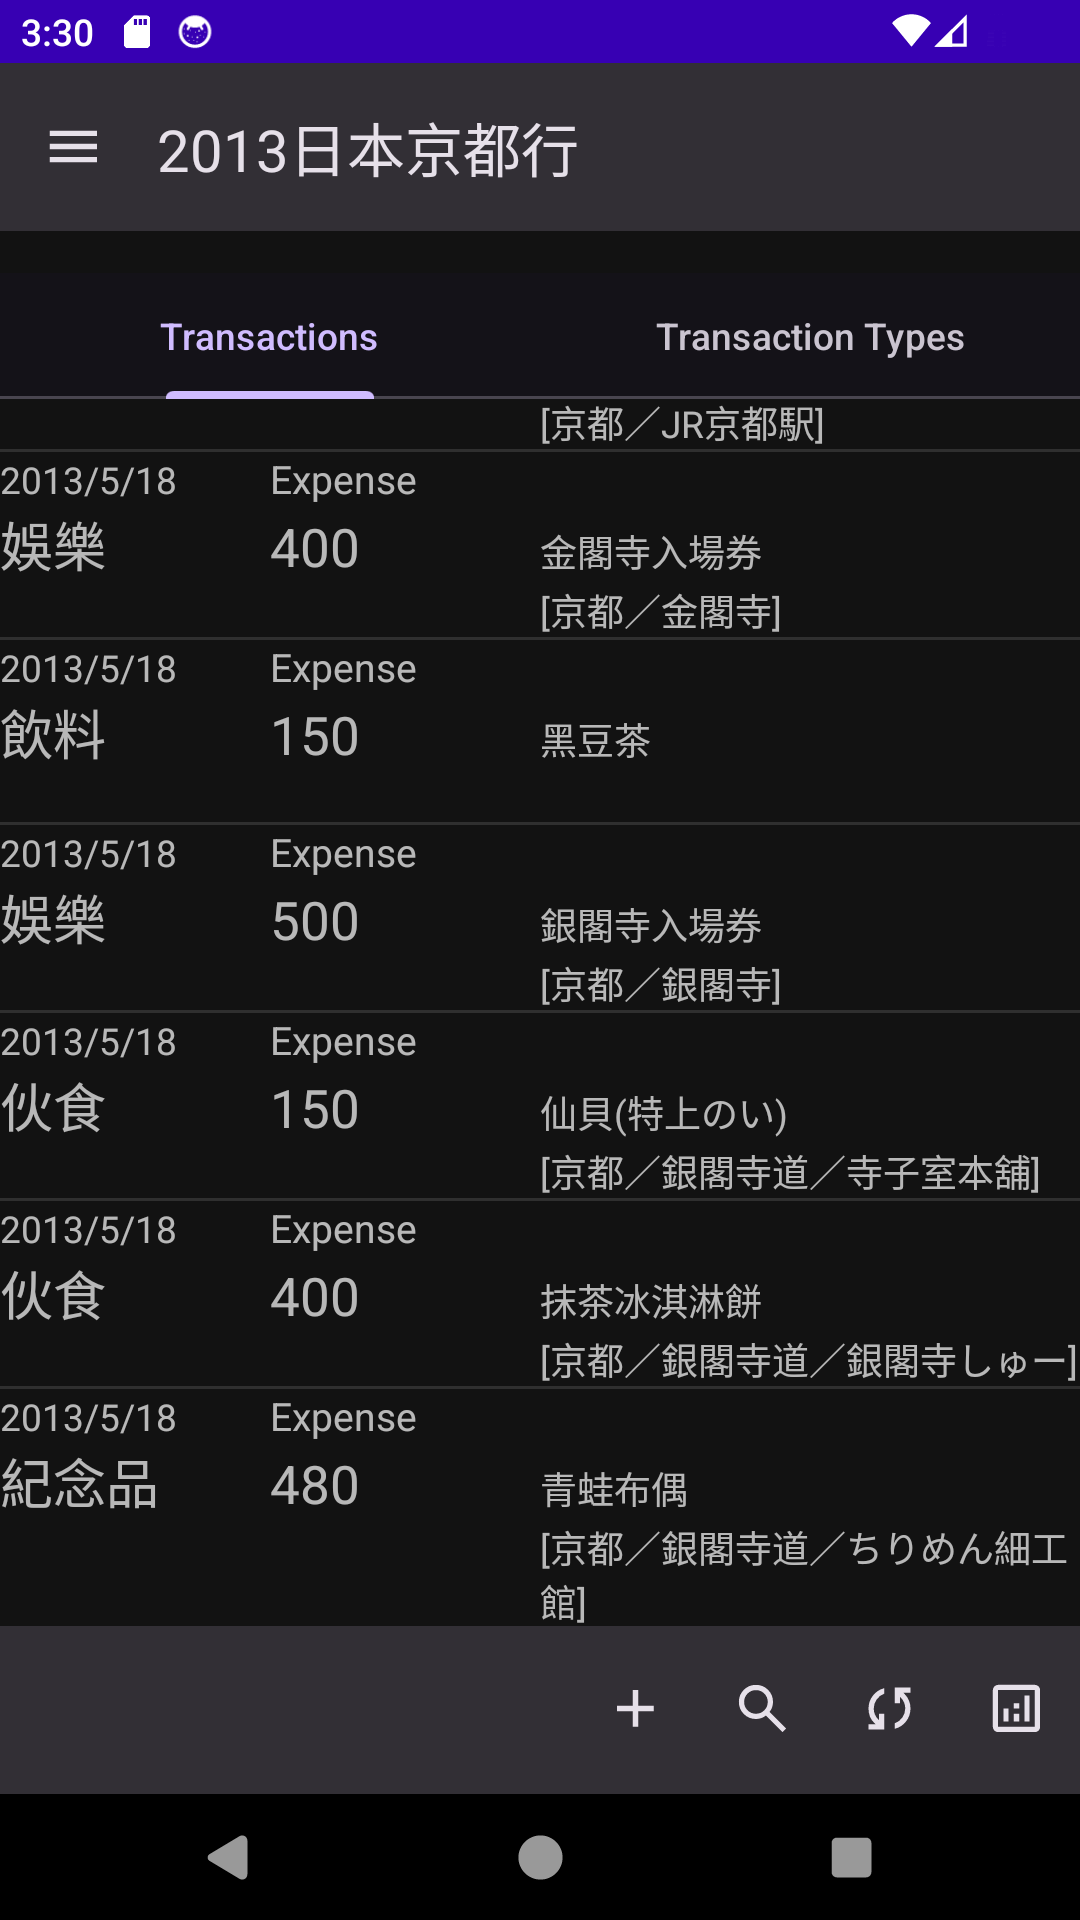 3:30
2013日本京都行
Transactions
Transaction Types
[京都／JR京都駅]
2013/5/18 Expense
娛樂 400 金閣寺入場券
[京都／金閣寺]
2013/5/18 Expense
飲料 150 黑豆茶
2013/5/18 Expense
娛樂 500 銀閣寺入場券
[京都／銀閣寺]
2013/5/18 Expense
伙食 150 仙貝(特上のい)
[京都／銀閣寺道／寺子室本舗]
2013/5/18 Expense
伙食 400 抹茶冰淇淋餅
[京都／銀閣寺道／銀閣寺しゅー]
2013/5/18 Expense
紀念品 480 青蛙布偶
[京都／銀閣寺道／ちりめん細工
館]